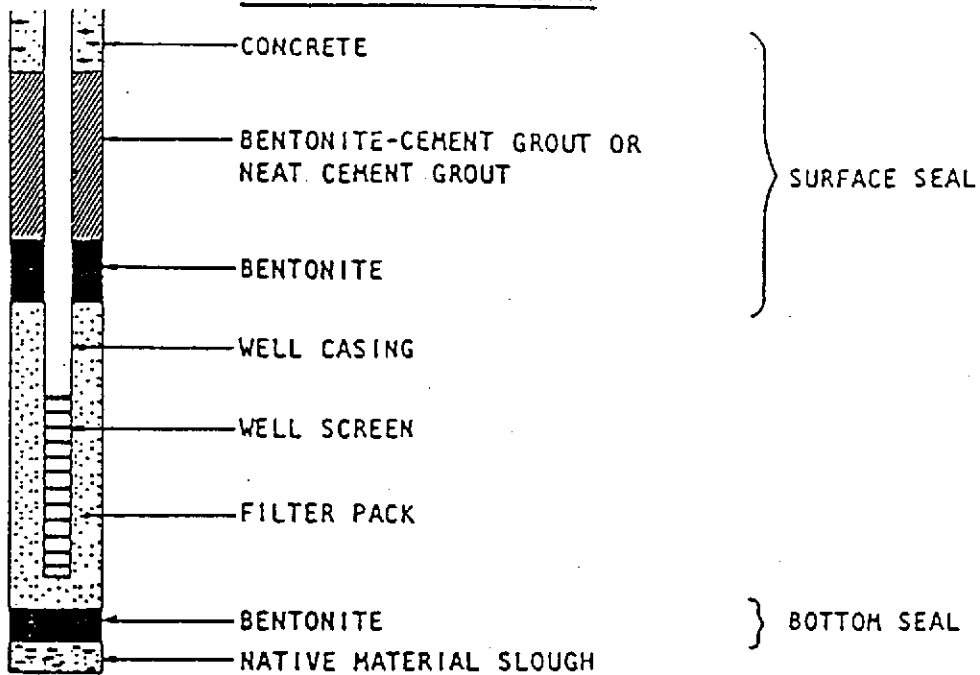 CONCRETE
BENTONITE-CEMENT GROUT OR
NEAT CEMENT GROUT
SURFACE SEAL
BENTONITE
WELL CASING
WELL SCREEN
FILTER PACK
BENTONITE
BOTTOM SEAL
NATIVE MATERIAL SLOUGH